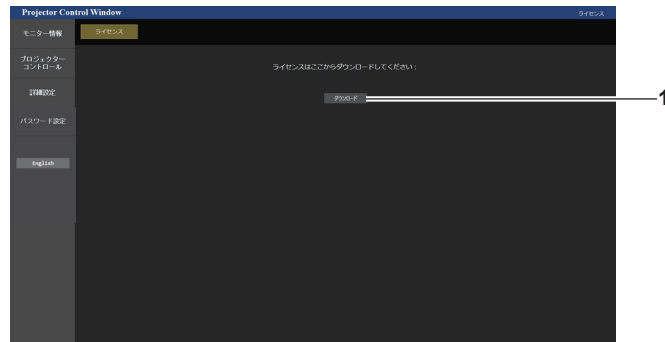 Projector Control Window
ライセンス
モニター情報
ライセンス
プロジェクター
コントロール
ライセンスはここからダウンロードしてください:
詳細設定
ダウンロード
1
パスワード設定
English